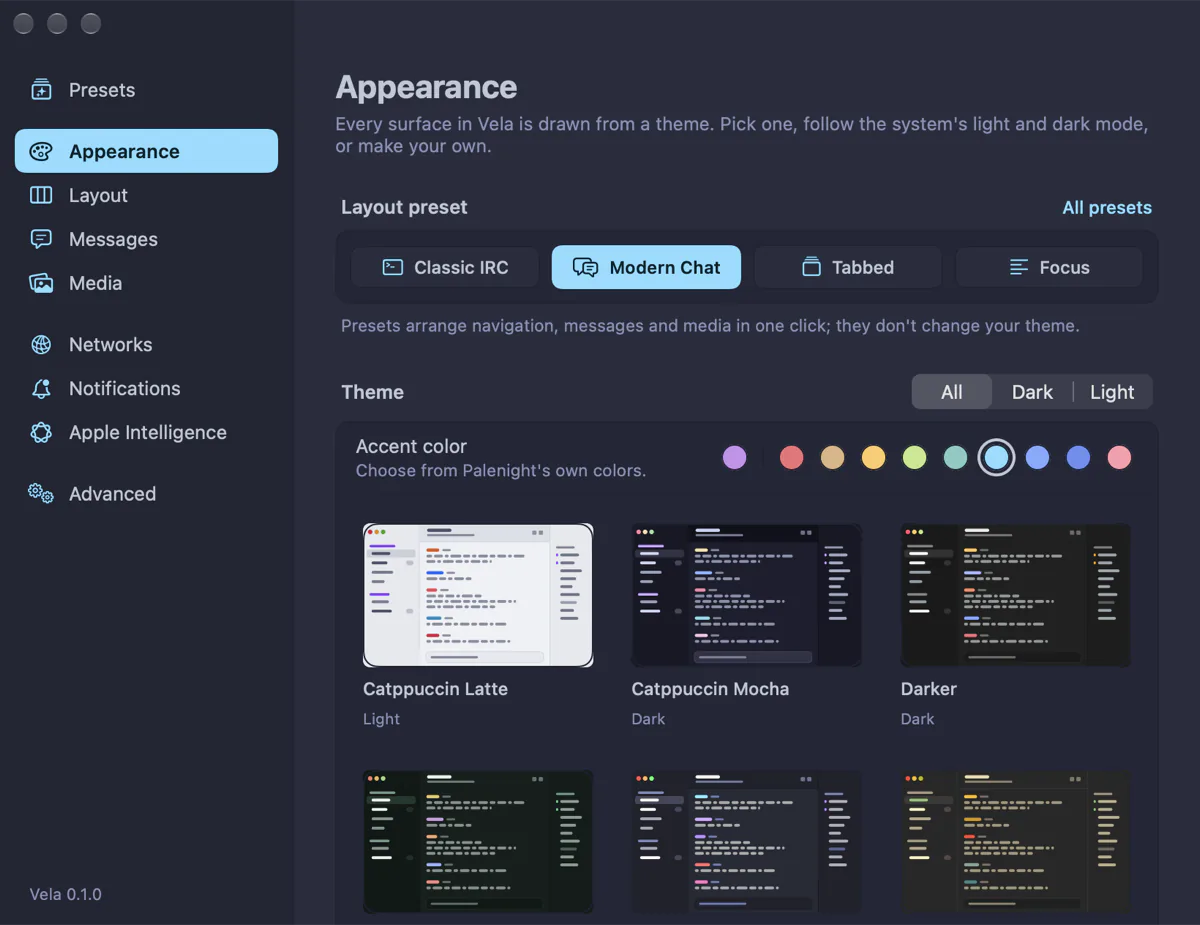 Presets
Appearance
Layout
Messages
Media
Networks
Notifications
Apple Intelligence
Advanced
Vela 0.1.0
Appearance
Every surface in Vela is drawn from a theme. Pick one, follow the system's light and dark mode,
or make your own.
Layout preset
All presets
Classic IRC
Modern Chat
Tabbed
Focus
Presets arrange navigation, messages and media in one click; they don't change your theme.
Theme
All
Dark
Light
Accent color
Choose from Palenight's own colors.
Catppuccin Latte
Light
Catppuccin Mocha
Dark
Darker
Dark